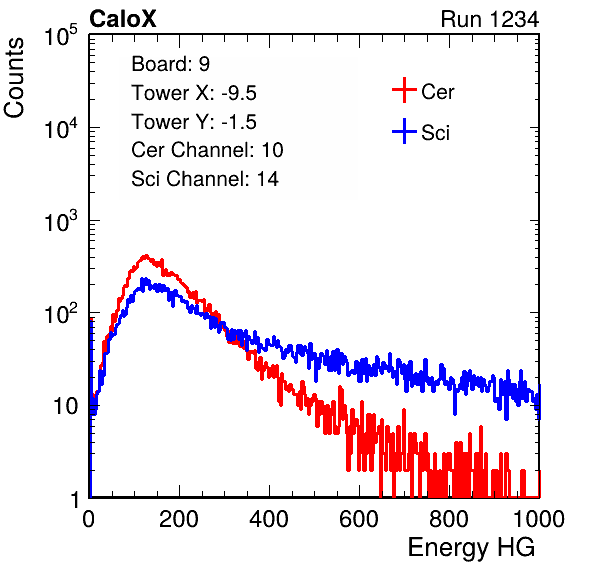 CaloX Run 1234
Counts
Board: 9
Tower X: -9.5
Tower Y: -1.5
Cer Channel: 10
Sci Channel: 14
Cer
Sci
10^5
10^4
10^3
10^2
10
1
0 200 400 600 800 1000
Energy HG